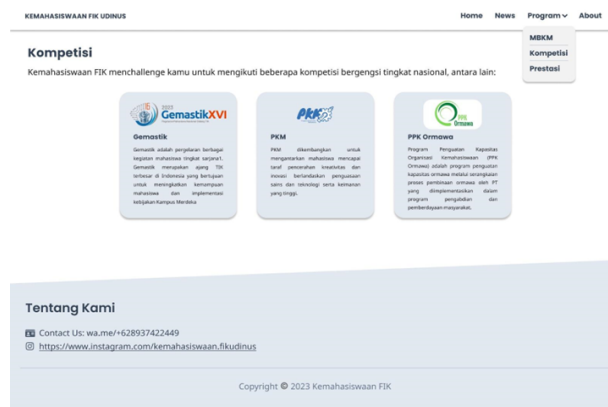 KEMAHASISWAAN FIK UDINUS
Home News Program About
MBKM
Kompetisi
Prestasi
Kompetisi
Kemahasiswaan FIK menchallenge kamu untuk mengikuti beberapa kompetisi bergengsi tingkat nasional, antara lain:
GemastikXVI
Gemastik
Gemastik adalah pergelaran berbagai
kegiatan mahasiswa tingkat sarjana1.
Gemastik merupakan ajang TIK
terbesar di Indonesia yang bertujuan
untuk meningkatkan kemampuan
mahasiswa dan implementasi
kebijakan Kampus Merdeka
PKM
PKM dikembangkan untuk
mengantarkan mahasiswa mencapai
taraf pencerahan kreativitas dan
inovasi berlandaskan penguasaan
sains dan teknologi serta keimanan
yang tinggi.
PPK
Ormawa
PPK Ormawa
Program Penguatan Kapasitas
Organisasi Kemahasiswaan (PPK
Ormawa) adalah program penguatan
kapasitas ormawa melalui serangkaian
proses pembinaan ormawa oleh PT
yang diimplementasikan dalam
program pengabdian dan
pemberdayaan masyarakat.
Tentang Kami
Contact Us: wa.me/+628937422449
https://www.instagram.com/kemahasiswaan.fikudinus
Copyright © 2023 Kemahasiswaan FIK